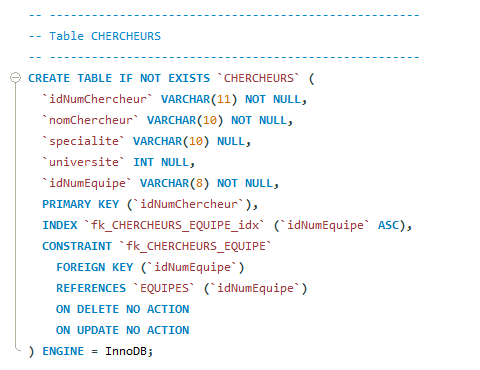 -- -----------------------------------------------------
-- Table CHERCHEURS
-- -----------------------------------------------------
CREATE TABLE IF NOT EXISTS `CHERCHEURS` (
  `idNumChercheur` VARCHAR(11) NOT NULL,
  `nomChercheur` VARCHAR(10) NOT NULL,
  `specialite` VARCHAR(10) NULL,
  `universite` INT NULL,
  `idNumEquipe` VARCHAR(8) NOT NULL,
  PRIMARY KEY (`idNumChercheur`),
  INDEX `fk_CHERCHEURS_EQUIPE_idx` (`idNumEquipe` ASC),
  CONSTRAINT `fk_CHERCHEURS_EQUIPE`
    FOREIGN KEY (`idNumEquipe`)
    REFERENCES `EQUIPES` (`idNumEquipe`)
    ON DELETE NO ACTION
    ON UPDATE NO ACTION
) ENGINE = InnoDB;